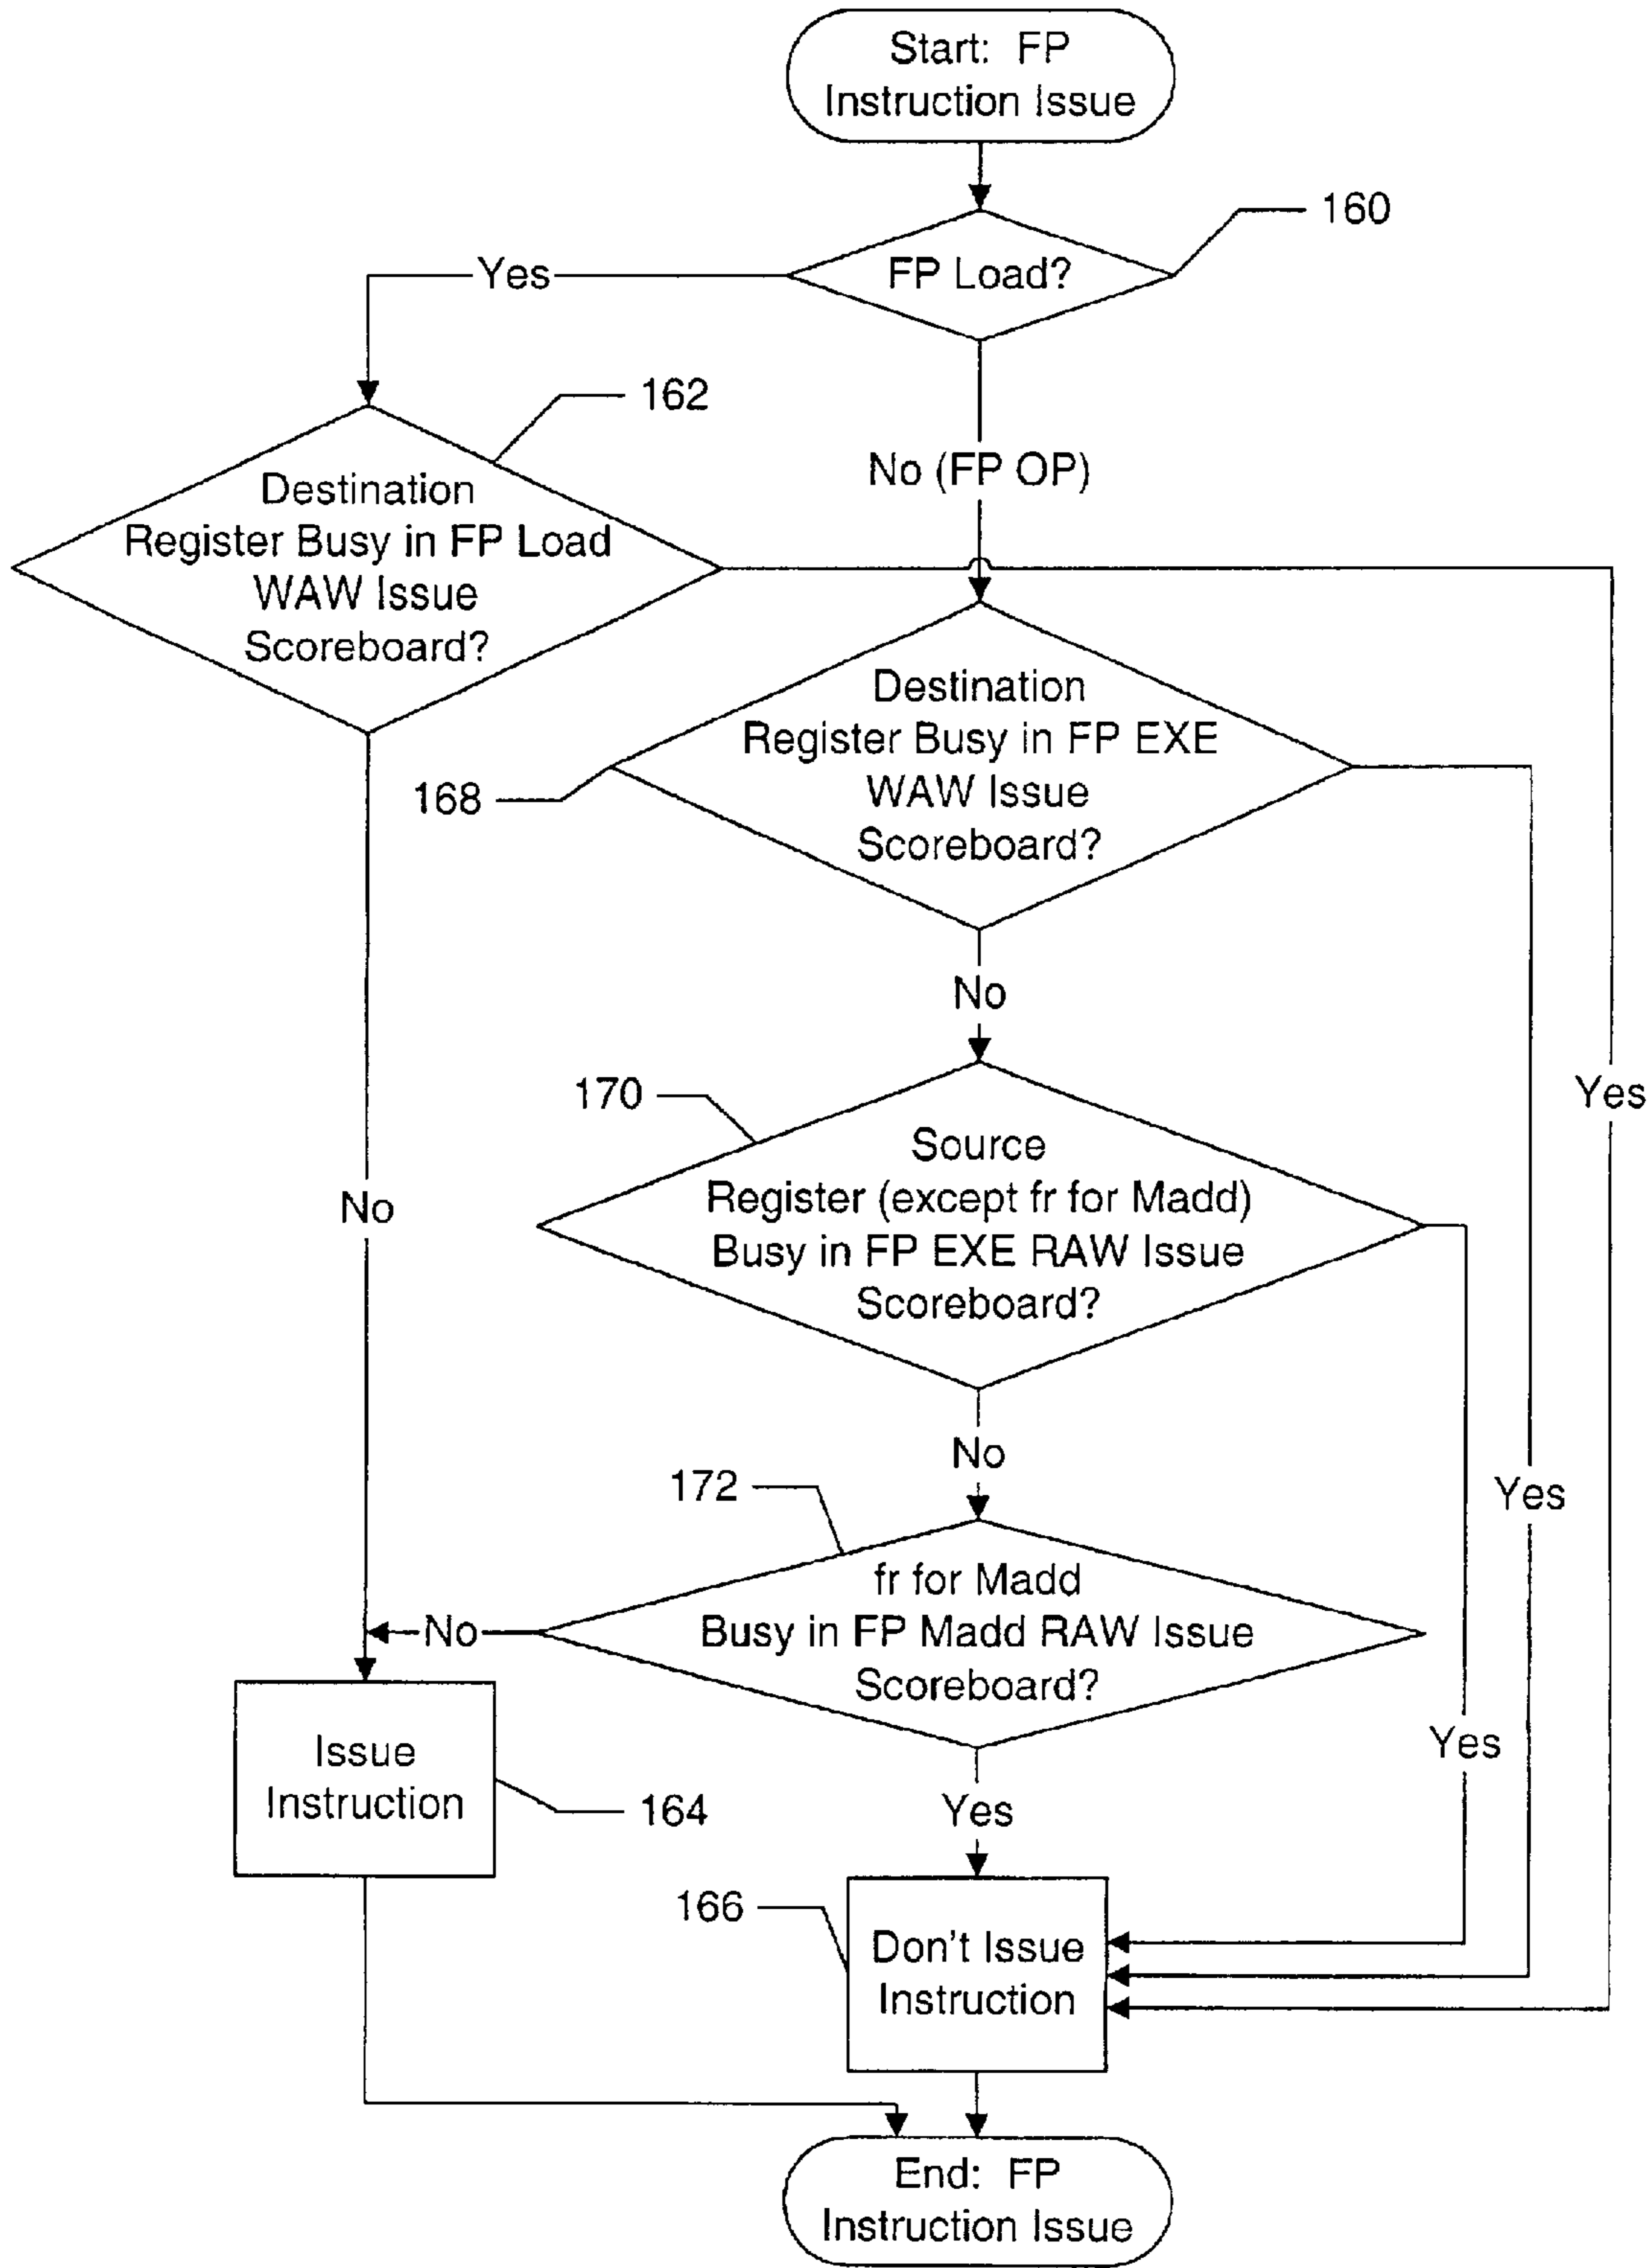 Start: FP
Instruction Issue
160
FP Load?
Yes
162
No (FP OP)
Destination
Register Busy in FP Load
WAW Issue
Scoreboard?
Destination
Register Busy in FP EXE
WAW Issue
Scoreboard?
168
No
Yes
170
Source
Register (except fr for Madd)
Busy in FP EXE RAW Issue
Scoreboard?
No
No
172
Yes
fr for Madd
Busy in FP Madd RAW Issue
Scoreboard?
No
Yes
Issue
Instruction
164
Yes
166
Don't Issue
Instruction
End: FP
Instruction Issue